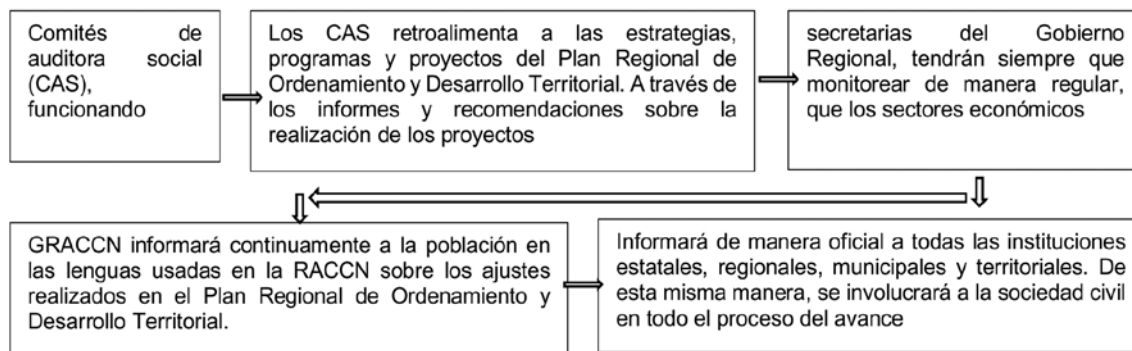 Comités de
auditora social
(CAS),
funcionando
Los CAS retroalimenta a las estrategias,
programas y proyectos del Plan Regional de
Ordenamiento y Desarrollo Territorial. A través de
los informes y recomendaciones sobre la
realización de los proyectos
secretarias del Gobierno
Regional, tendrán siempre que
monitorear de manera regular,
que los sectores económicos
GRACCN informará continuamente a la población en
las lenguas usadas en la RACCN sobre los ajustes
realizados en el Plan Regional de Ordenamiento y
Desarrollo Territorial.
Informará de manera oficial a todas las instituciones
estatales, regionales, municipales y territoriales. De
esta misma manera, se involucrará a la sociedad civil
en todo el proceso del avance